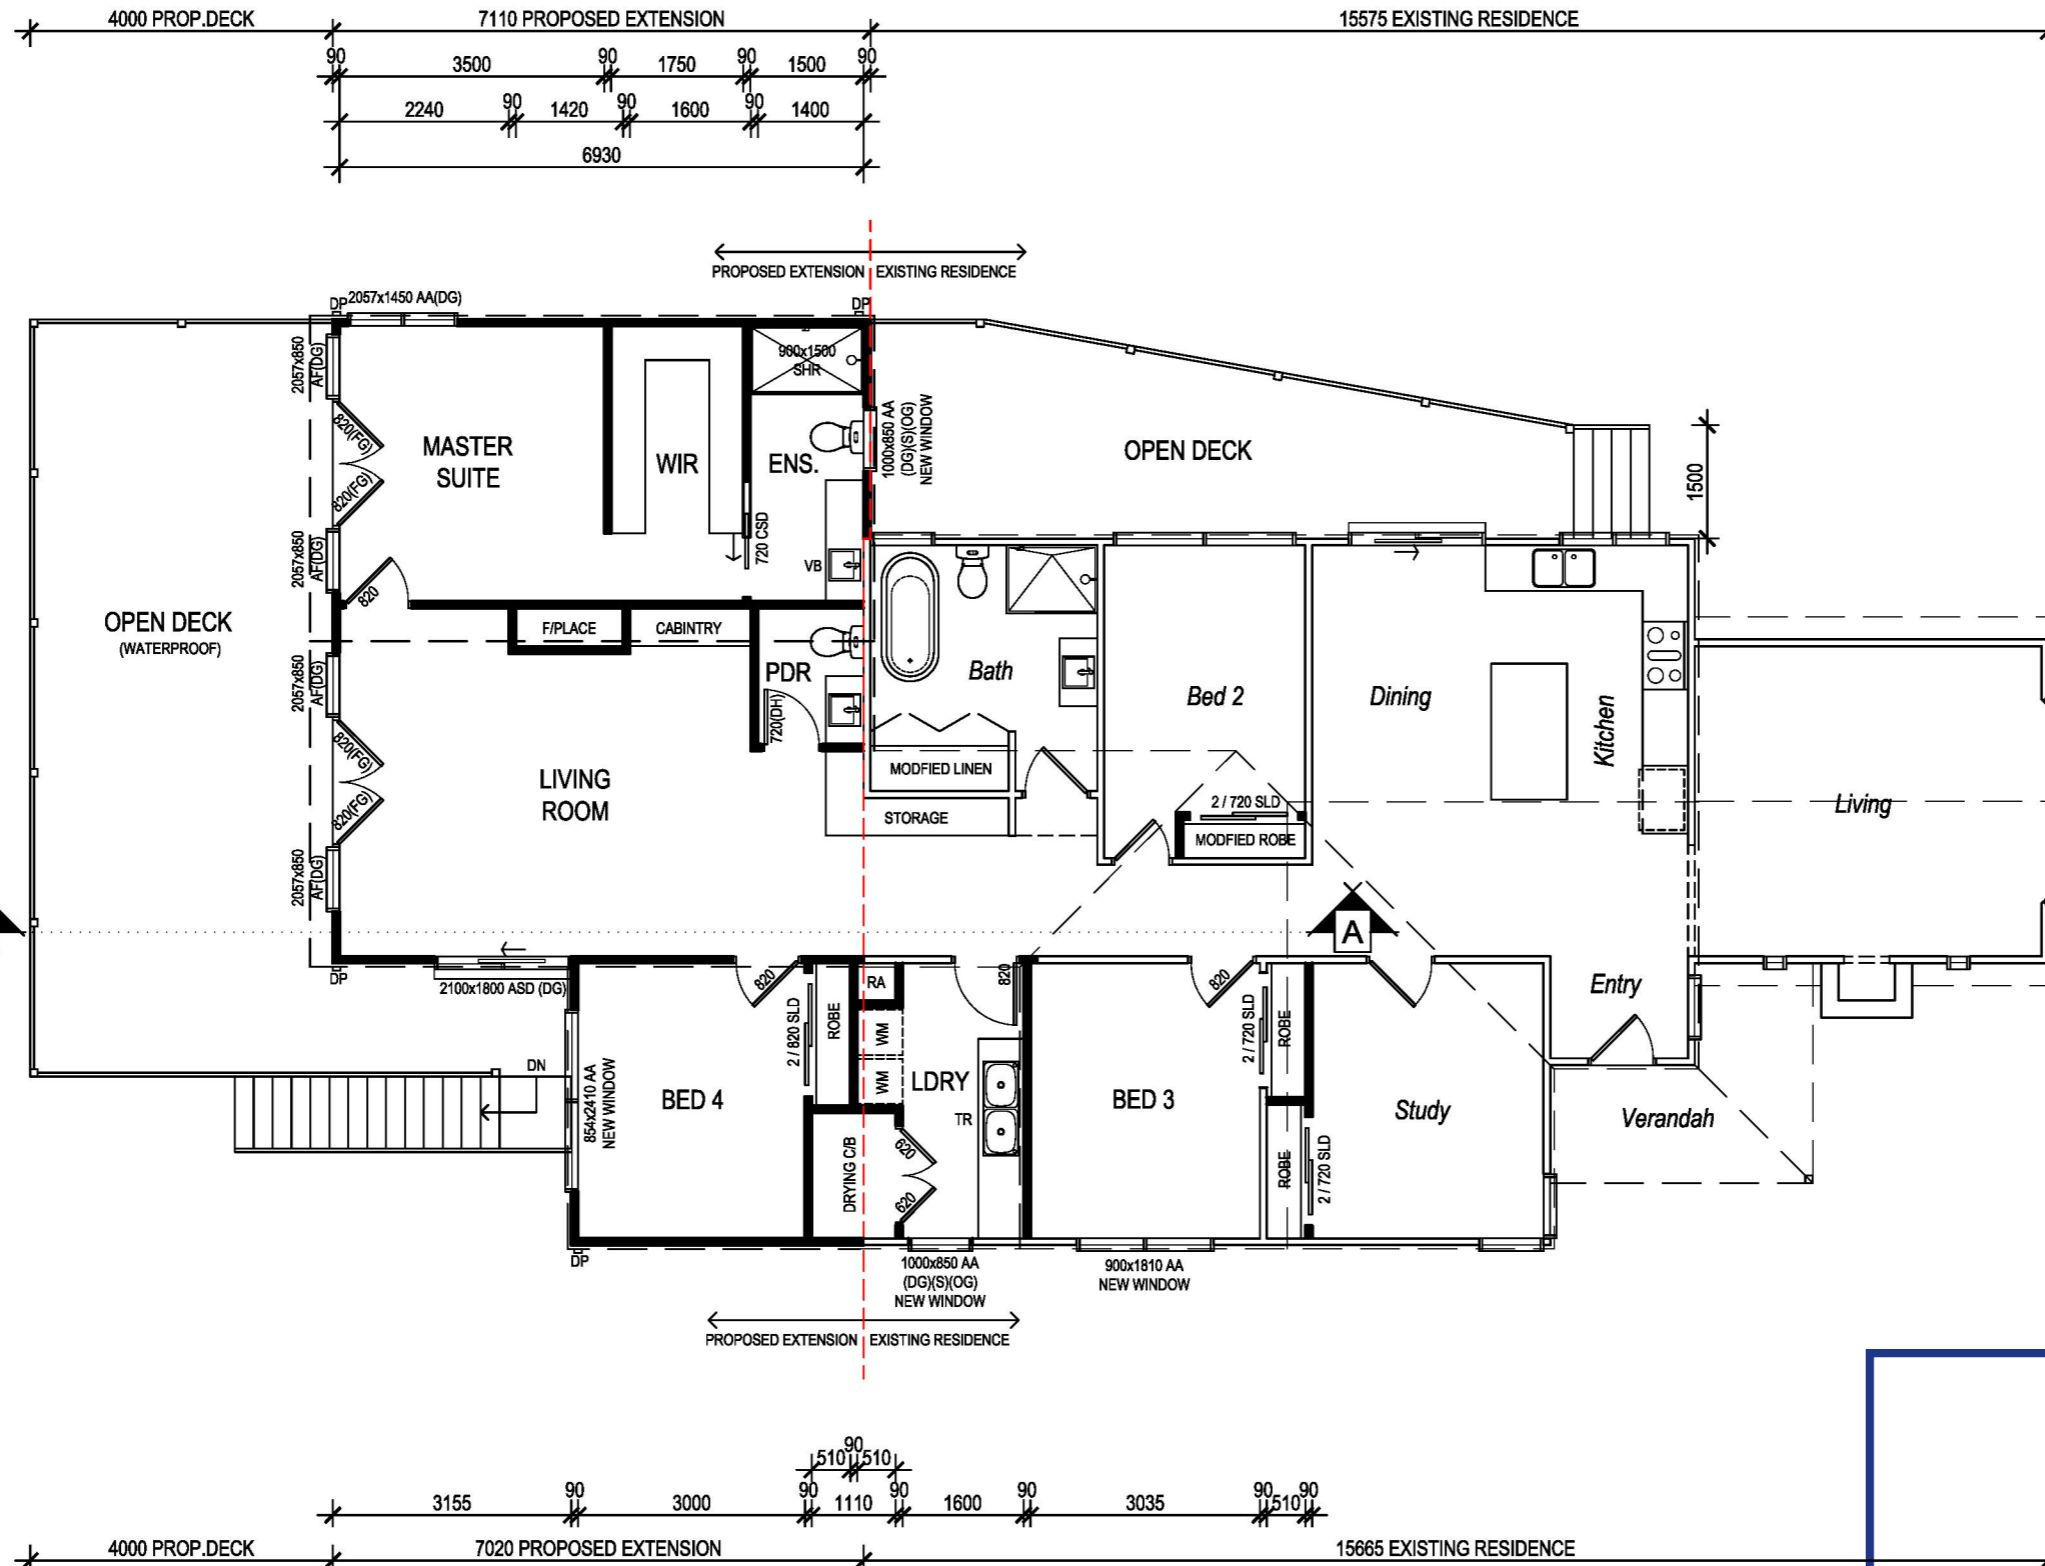 4000 PROP.DECK
7110 PROPOSED EXTENSION
15575 EXISTING RESIDENCE
90
3500
90
1750
90
1500
90
2240
90
1420
90
1600
90
1400
6930
PROPOSED EXTENSION
EXISTING RESIDENCE
DP
2057x1450 AA(DG)
DP
2057x850
AF(DG)
820(FG)
820(FG)
2057x850
AF(DG)
MASTER
SUITE
WIR
900x1500
SHR
ENS.
720 CSD
VB
1000x850 AA
(DG)(S)(OG)
NEW WINDOW
OPEN DECK
1500
820
OPEN DECK
(WATERPROOF)
F/PLACE
CABINTRY
PDR
720(DH)
2057x850
AF(DG)
820(FG)
820(FG)
2057x850
AF(DG)
LIVING
ROOM
Bath
MODFIED LINEN
STORAGE
Bed 2
2 / 720 SLD
MODFIED ROBE
Dining
Kitchen
Living
A
DP
2100x1800 ASD (DG)
820
RA
820
820
Entry
2 / 820 SLD
ROBE
WM
WM
LDRY
TR
2 / 720 SLD
ROBE
DN
854x2410 AA
NEW WINDOW
BED 4
BED 3
Study
Verandah
DRYING C/B
620
620
ROBE
2 / 720 SLD
DP
1000x850 AA
(DG)(S)(OG)
NEW WINDOW
900x1810 AA
NEW WINDOW
PROPOSED EXTENSION
EXISTING RESIDENCE
90
510
510
3155
90
3000
90
1110
90
1600
90
3035
90
510
90
4000 PROP.DECK
7020 PROPOSED EXTENSION
15665 EXISTING RESIDENCE